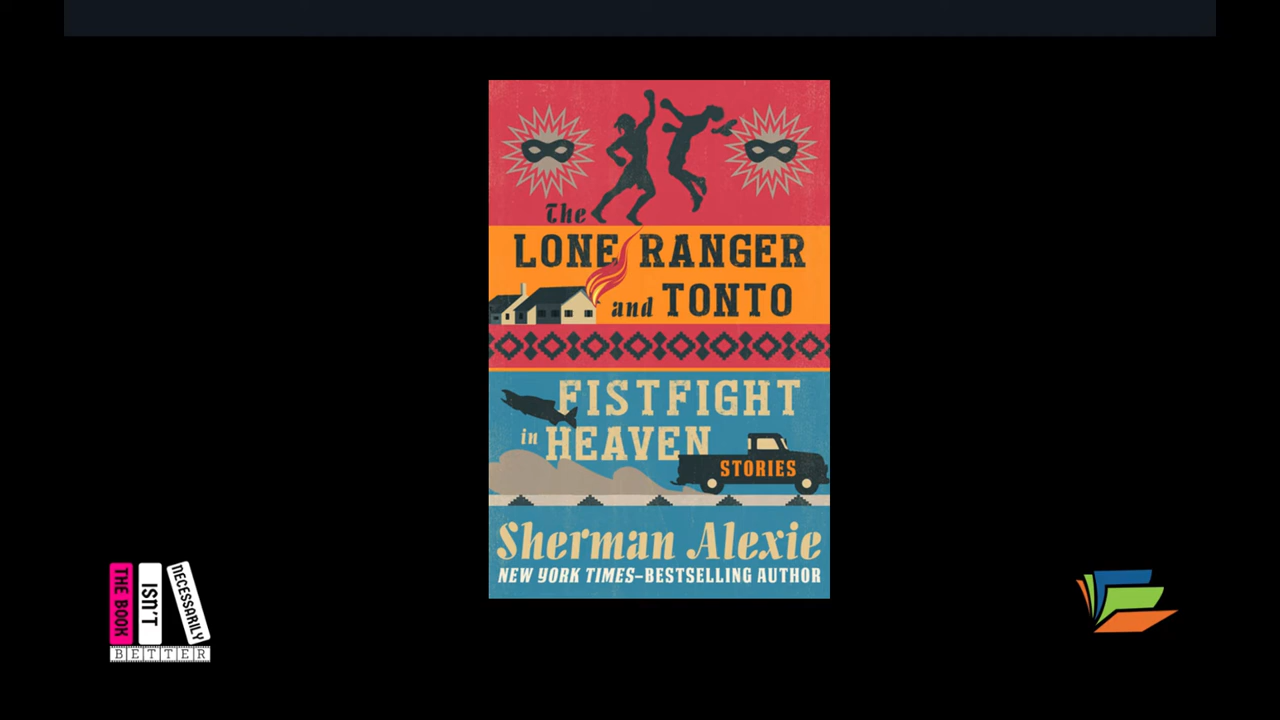 The
LONE RANGER
and TONTO
FISTFIGHT
in HEAVEN
STORIES
Sherman Alexie
NEW YORK TIMES–BESTSELLING AUTHOR
THE BOOK
ISN'T
NECESSARILY
BETTER